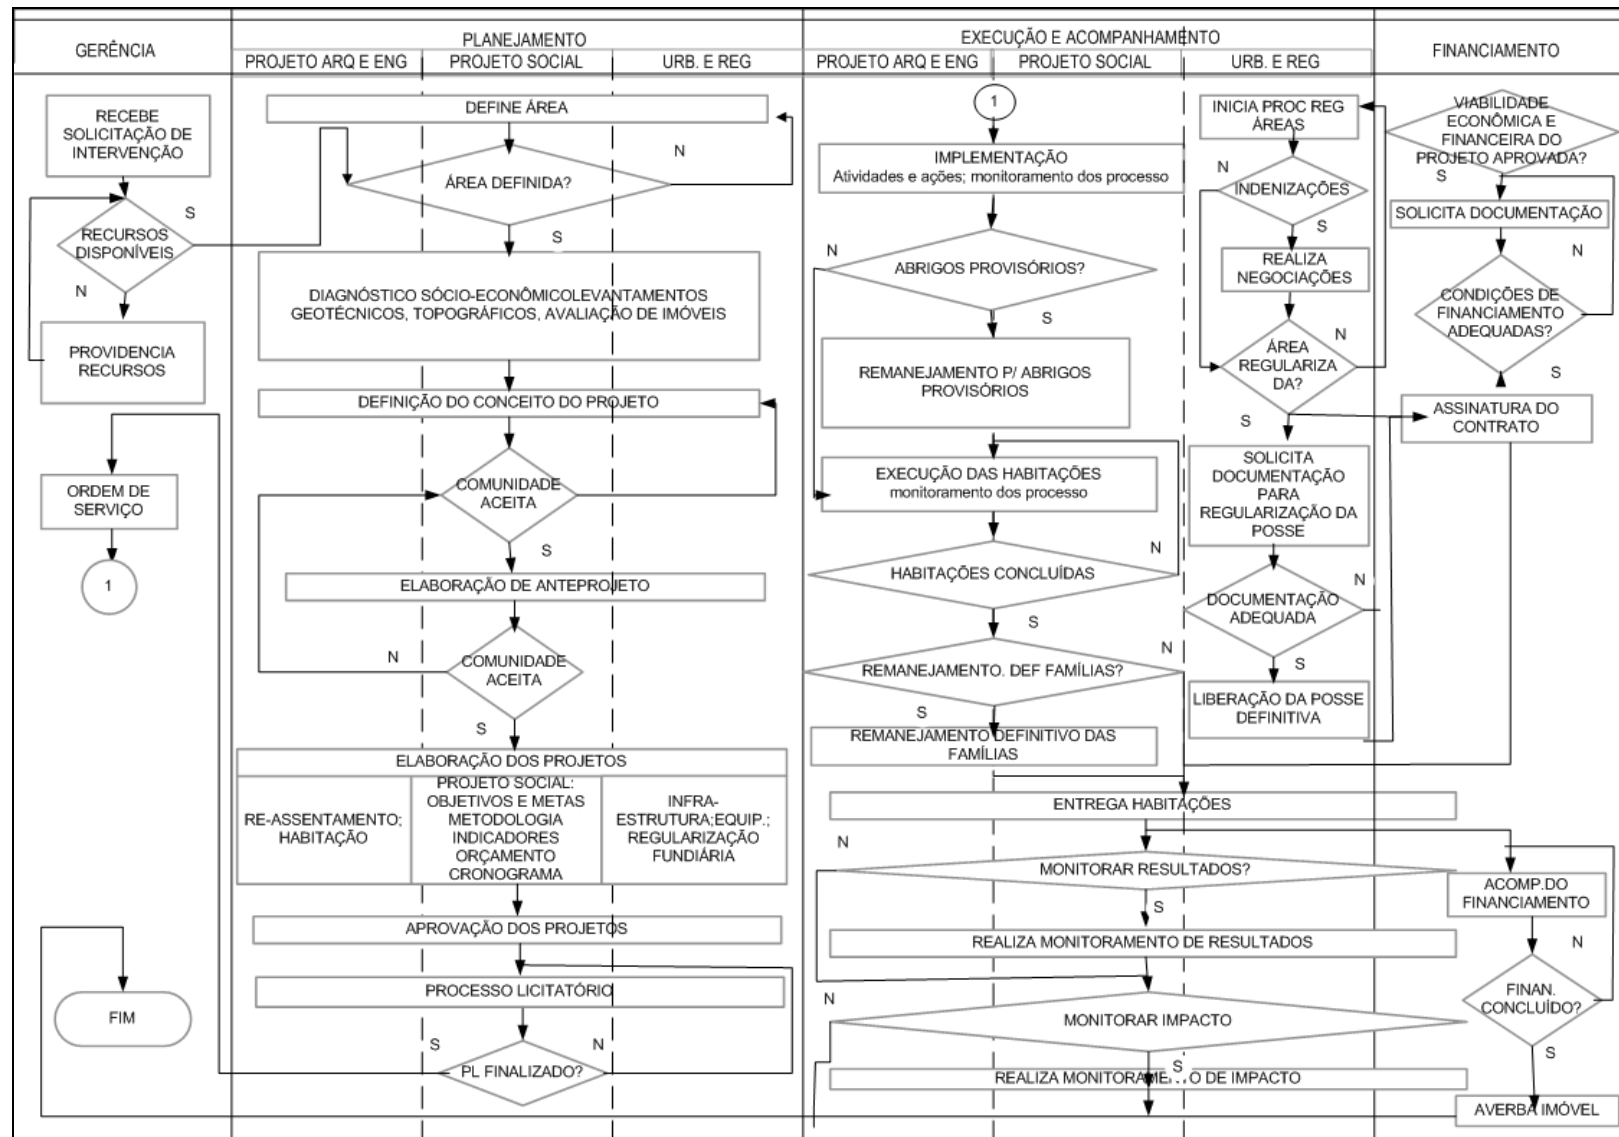 GERÊNCIA
PLANEJAMENTO
PROJETO ARQ E ENG
PROJETO SOCIAL
URB. E REG
EXECUÇÃO E ACOMPANHAMENTO
PROJETO ARQ E ENG
PROJETO SOCIAL
URB. E REG
FINANCIAMENTO
RECEBE
SOLICITAÇÃO DE
INTERVENÇÃO
S
RECURSOS
DISPONÍVEIS
N
PROVIDENCIA
RECURSOS
ORDEM DE
SERVIÇO
1
FIM
DEFINE ÁREA
N
ÁREA DEFINIDA?
S
DIAGNÓSTICO SÓCIO-ECONÔMICOLEVANTAMENTOS
GEOTÉCNICOS, TOPOGRÁFICOS, AVALIAÇÃO DE IMÓVEIS
DEFINIÇÃO DO CONCEITO DO PROJETO
COMUNIDADE
ACEITA
S
ELABORAÇÃO DE ANTEPROJETO
N
COMUNIDADE
ACEITA
S
ELABORAÇÃO DOS PROJETOS
RE-ASSENTAMENTO;
HABITAÇÃO
PROJETO SOCIAL:
OBJETIVOS E METAS
METODOLOGIA
INDICADORES
ORÇAMENTO
CRONOGRAMA
INFRA-
ESTRUTURA;EQUIP.;
REGULARIZAÇÃO
FUNDIÁRIA
APROVAÇÃO DOS PROJETOS
PROCESSO LICITATÓRIO
S
N
PL FINALIZADO?
1
IMPLEMENTAÇÃO
Atividades e ações; monitoramento dos processo
N
ABRIGOS PROVISÓRIOS?
S
REMANEJAMENTO P/ ABRIGOS
PROVISÓRIOS
EXECUÇÃO DAS HABITAÇÕES
monitoramento dos processo
N
HABITAÇÕES CONCLUÍDAS
S
N
REMANEJAMENTO. DEF FAMÍLIAS?
S
REMANEJAMENTO DEFINITIVO DAS
FAMÍLIAS
ENTREGA HABITAÇÕES
N
MONITORAR RESULTADOS?
S
REALIZA MONITORAMENTO DE RESULTADOS
N
MONITORAR IMPACTO
S
REALIZA MONITORAMENTO DE IMPACTO
INICIA PROC REG
ÁREAS
N
INDENIZAÇÕES
S
REALIZA
NEGOCIAÇÕES
N
ÁREA
REGULARIZA
DA?
S
SOLICITA
DOCUMENTAÇÃO
PARA
REGULARIZAÇÃO DA
POSSE
N
DOCUMENTAÇÃO
ADEQUADA
S
LIBERAÇÃO DA POSSE
DEFINITIVA
VIABILIDADE
ECONÔMICA E
FINANCEIRA DO
PROJETO APROVADA?
S
SOLICITA DOCUMENTAÇÃO
N
CONDIÇÕES DE
FINANCIAMENTO
ADEQUADAS?
S
ASSINATURA DO
CONTRATO
ACOMP.DO
FINANCIAMENTO
N
FINAN.
CONCLUÍDO?
S
AVERBA IMÓVEL